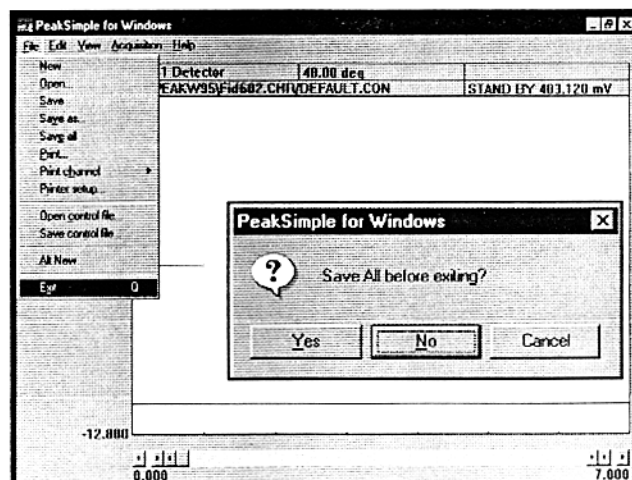 PeakSimple for Windows
File Edit View Acquisition Help
New
Open...
Save
Save as...
Save all
Print...
Print channel
Printer setup...
Open control file
Save control file
All New
Exit Q
1 Detector 40.00 deg
PEAKW95\Fid602.CHR/DEFAULT.CON STAND BY 403.120 mV
PeakSimple for Windows
Save All before exiting?
Yes No Cancel
-12.800
0.000 7.000